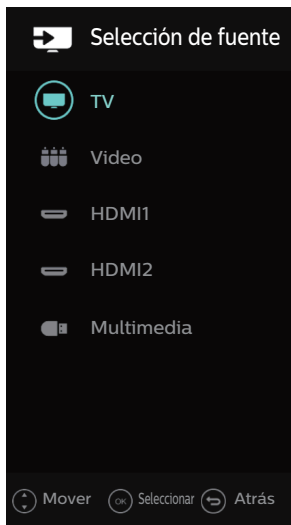 Selección de fuente
TV
Video
HDMI1
HDMI2
Multimedia
Mover OK Seleccionar Atrás